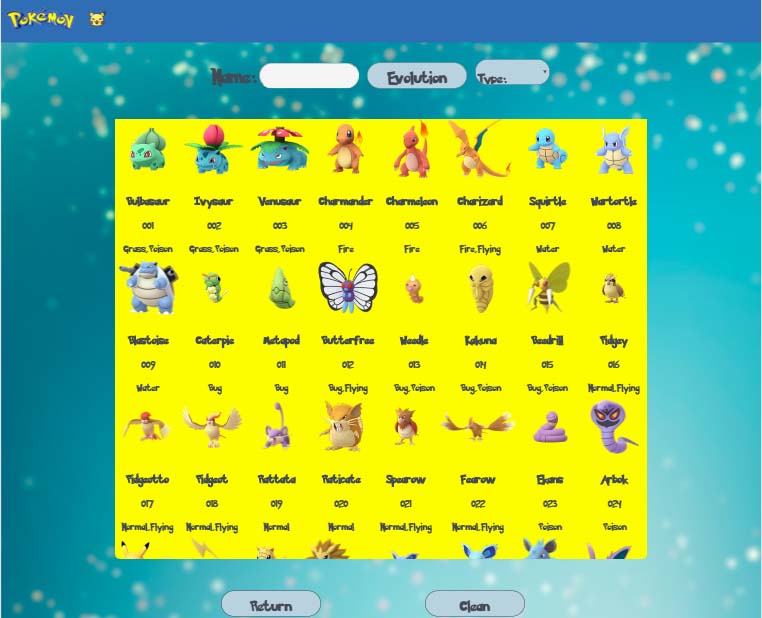 Pokémon
Name:
Evolution
Type:
Bulbasaur Ivysaur Venusaur Charmander Charmeleon Charizard Squirtle Wartortle
001 002 003 004 005 006 007 008
Grass, Poison Grass, Poison Grass, Poison Fire Fire Fire, Flying Water Water
Blastoise Caterpie Metapod Butterfree Weedle Kakuna Beedrill Pidgey
009 010 011 012 013 014 015 016
Water Bug Bug Bug, Flying Bug, Poison Bug, Poison Bug, Poison Normal, Flying
Pidgeotto Pidgeot Rattata Raticate Spearow Fearow Ekans Arbok
017 018 019 020 021 022 023 024
Normal, Flying Normal, Flying Normal Normal Normal, Flying Normal, Flying Poison Poison
Return
Clean